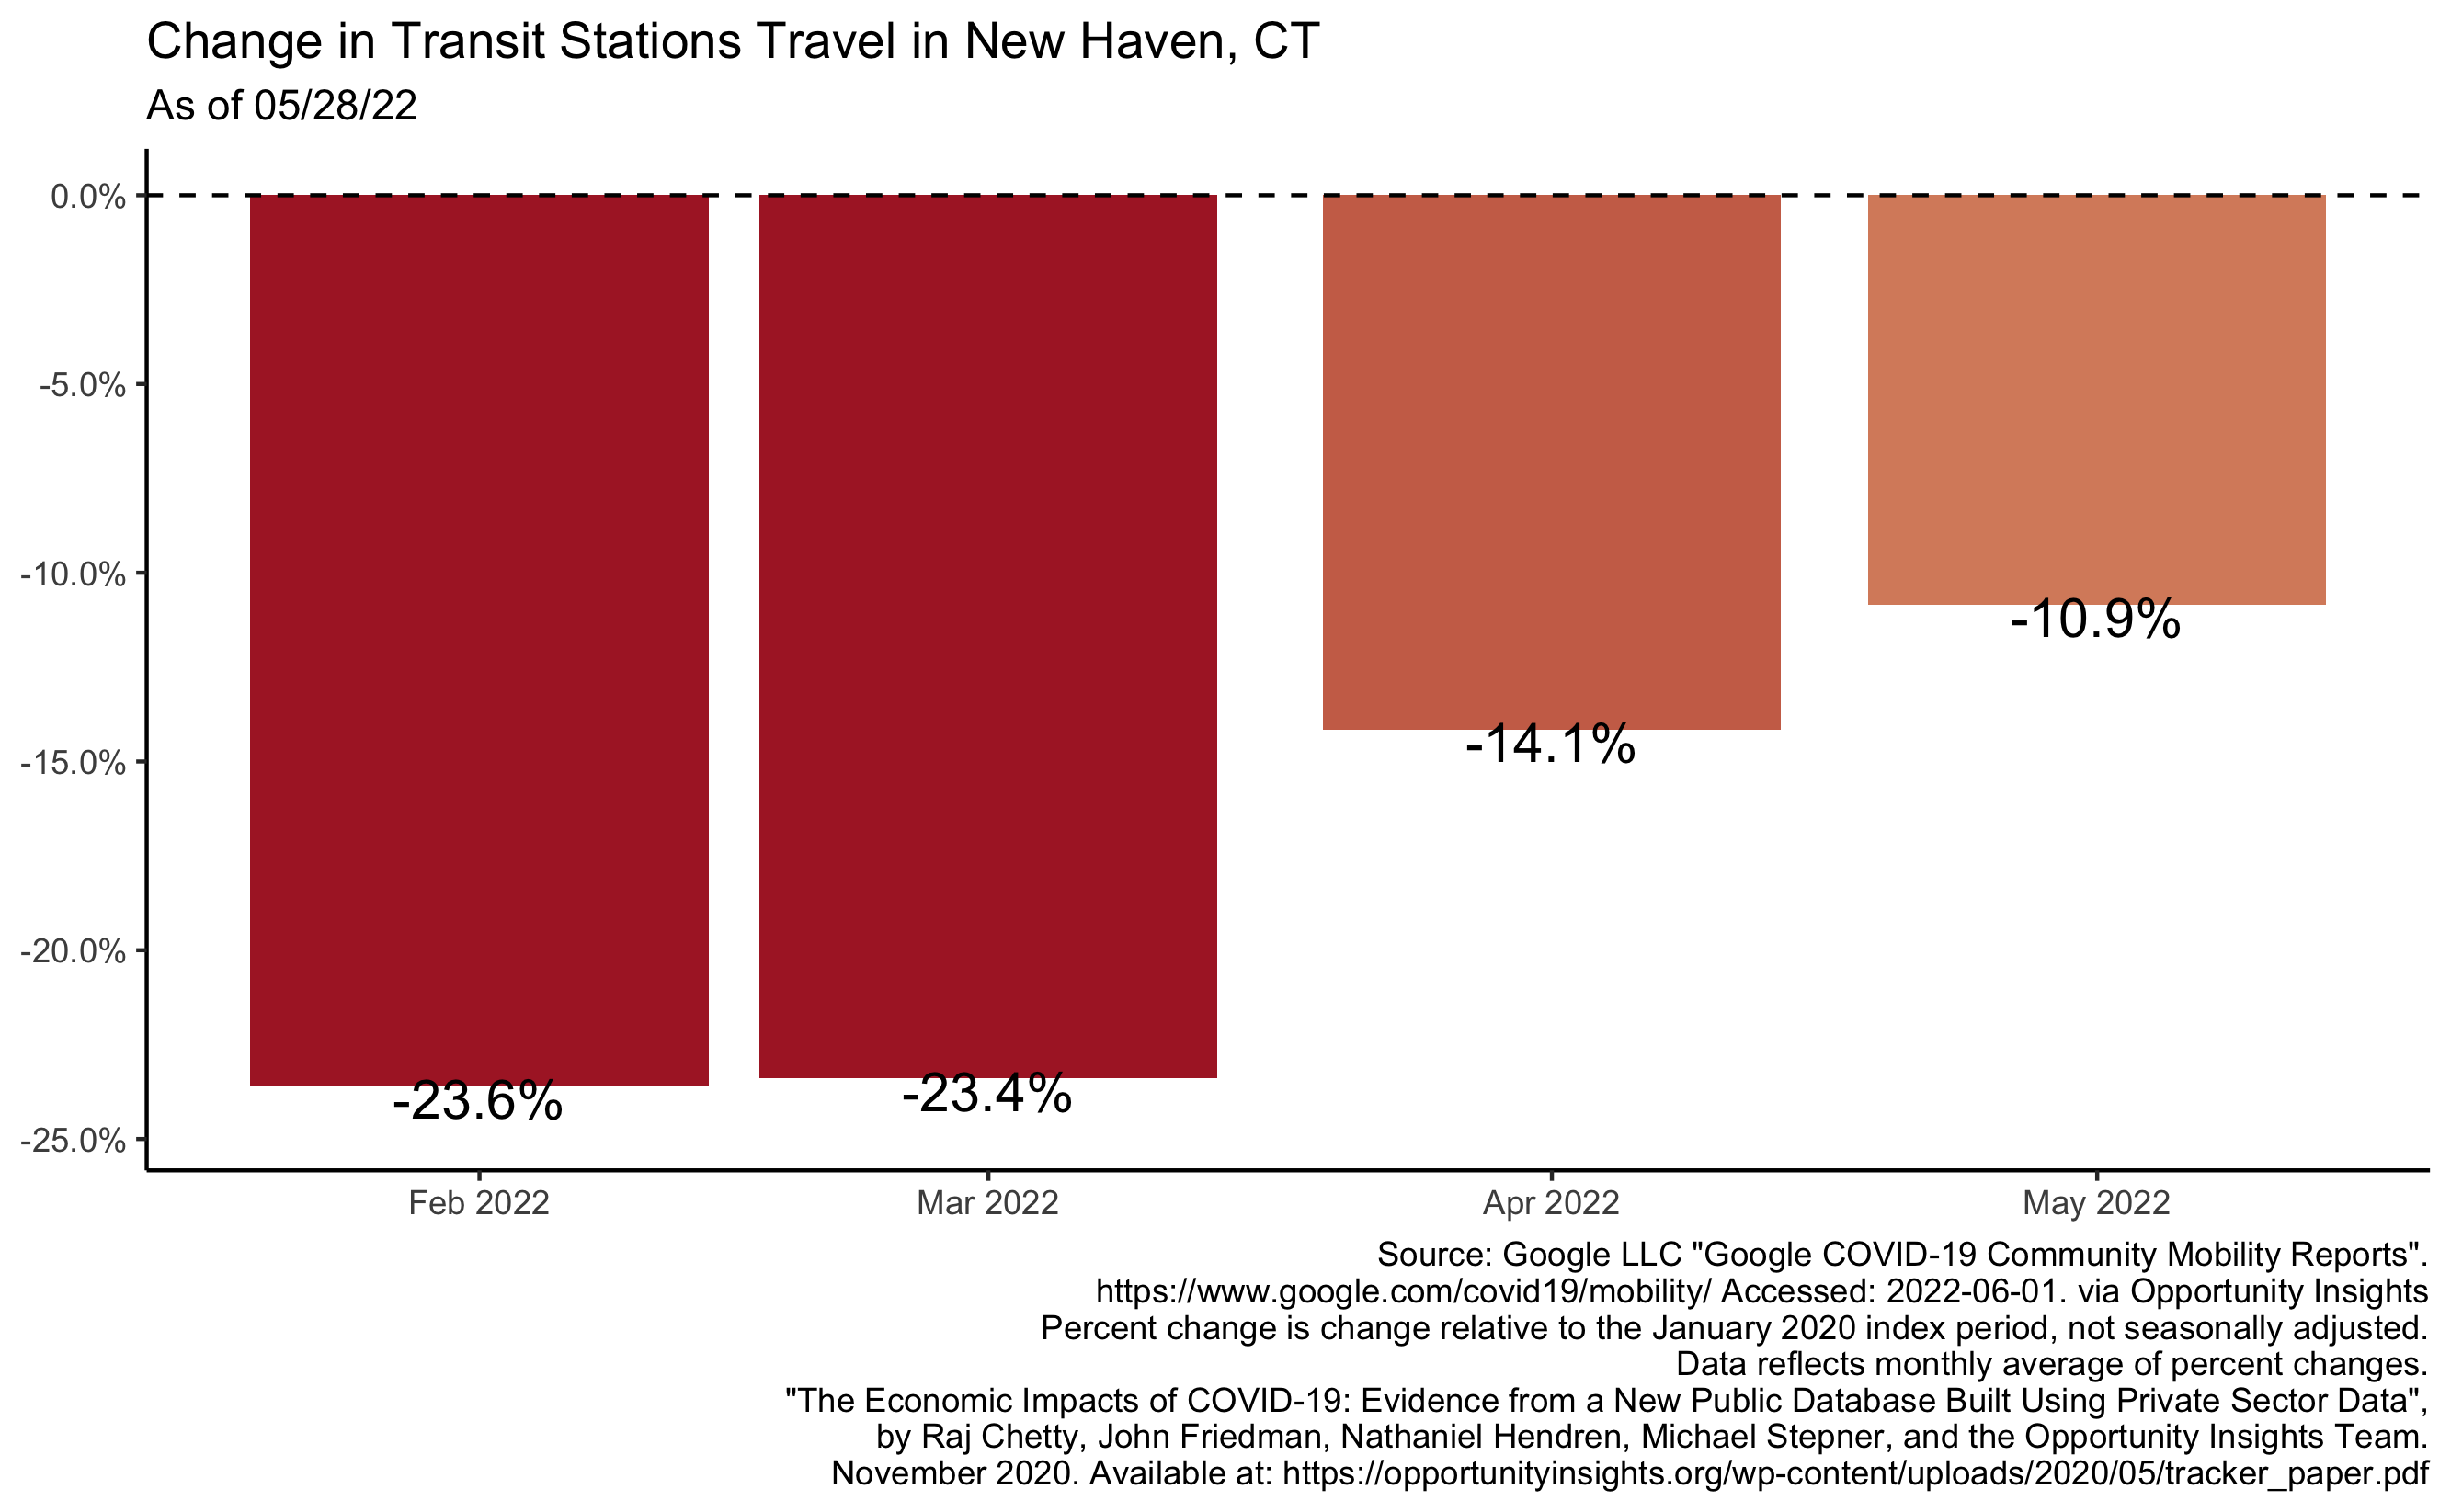 Change in Transit Stations Travel in New Haven, CT
As of 05/28/22
0.0%
-5.0%
-10.0%
-15.0%
-20.0%
-25.0%
-23.6%
-23.4%
-14.1%
-10.9%
Feb 2022
Mar 2022
Apr 2022
May 2022
Source: Google LLC "Google COVID-19 Community Mobility Reports".
https://www.google.com/covid19/mobility/ Accessed: 2022-06-01. via Opportunity Insights
Percent change is change relative to the January 2020 index period, not seasonally adjusted.
Data reflects monthly average of percent changes.
"The Economic Impacts of COVID-19: Evidence from a New Public Database Built Using Private Sector Data",
by Raj Chetty, John Friedman, Nathaniel Hendren, Michael Stepner, and the Opportunity Insights Team.
November 2020. Available at: https://opportunityinsights.org/wp-content/uploads/2020/05/tracker_paper.pdf